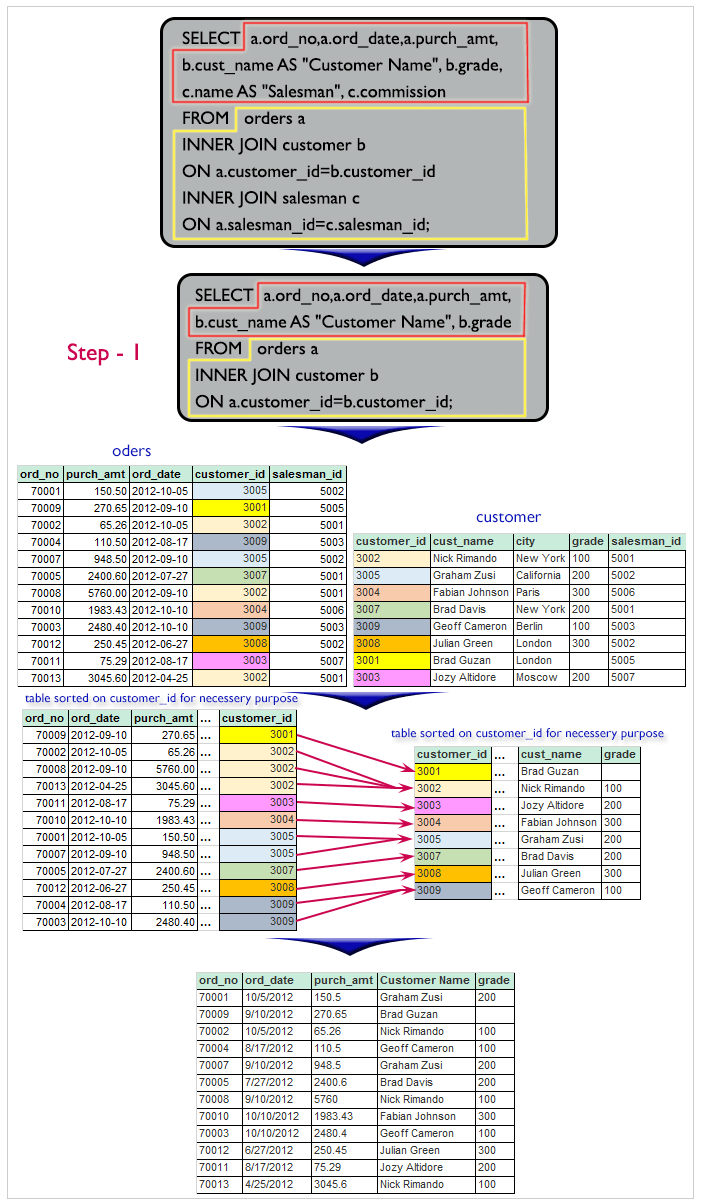 SELECT a.ord_no,a.ord_date,a.purch_amt,
b.cust_name AS "Customer Name", b.grade,
c.name AS "Salesman", c.commission
FROM orders a
INNER JOIN customer b
ON a.customer_id=b.customer_id
INNER JOIN salesman c
ON a.salesman_id=c.salesman_id;
SELECT a.ord_no,a.ord_date,a.purch_amt,
b.cust_name AS "Customer Name", b.grade
FROM orders a
INNER JOIN customer b
ON a.customer_id=b.customer_id;
Step - 1
oders
ord_no purch_amt ord_date customer_id salesman_id
70001 150.50 2012-10-05 3005 5002
70009 270.65 2012-09-10 3001 5005
70002 65.26 2012-10-05 3002 5001
70004 110.50 2012-08-17 3009 5003
70007 948.50 2012-09-10 3005 5002
70005 2400.60 2012-07-27 3007 5001
70008 5760.00 2012-09-10 3002 5001
70010 1983.43 2012-10-10 3004 5006
70003 2480.40 2012-10-10 3009 5003
70012 250.45 2012-06-27 3008 5002
70011 75.29 2012-08-17 3003 5007
70013 3045.60 2012-04-25 3002 5001
customer
customer_id cust_name city grade salesman_id
3002 Nick Rimando New York 100 5001
3005 Graham Zusi California 200 5002
3004 Fabian Johnson Paris 300 5006
3007 Brad Davis New York 200 5001
3009 Geoff Cameron Berlin 100 5003
3008 Julian Green London 300 5002
3001 Brad Guzan London 5005
3003 Jozy Altidore Moscow 200 5007
table sorted on customer_id for necessery purpose
ord_no ord_date purch_amt ... customer_id
70009 2012-09-10 270.65 ... 3001
70002 2012-10-05 65.26 ... 3002
70008 2012-09-10 5760.00 ... 3002
70013 2012-04-25 3045.60 ... 3002
70011 2012-08-17 75.29 ... 3003
70010 2012-10-10 1983.43 ... 3004
70001 2012-10-05 150.50 ... 3005
70007 2012-09-10 948.50 ... 3005
70005 2012-07-27 2400.60 ... 3007
70012 2012-06-27 250.45 ... 3008
70004 2012-08-17 110.50 ... 3009
70003 2012-10-10 2480.40 ... 3009
table sorted on customer_id for necessery purpose
customer_id ... cust_name grade
3001 ... Brad Guzan
3002 ... Nick Rimando 100
3003 ... Jozy Altidore 200
3004 ... Fabian Johnson 300
3005 ... Graham Zusi 200
3007 ... Brad Davis 200
3008 ... Julian Green 300
3009 ... Geoff Cameron 100
ord_no ord_date purch_amt Customer Name grade
70001 10/5/2012 150.5 Graham Zusi 200
70009 9/10/2012 270.65 Brad Guzan
70002 10/5/2012 65.26 Nick Rimando 100
70004 8/17/2012 110.5 Geoff Cameron 100
70007 9/10/2012 948.5 Graham Zusi 200
70005 7/27/2012 2400.6 Brad Davis 200
70008 9/10/2012 5760 Nick Rimando 100
70010 10/10/2012 1983.43 Fabian Johnson 300
70003 10/10/2012 2480.4 Geoff Cameron 100
70012 6/27/2012 250.45 Julian Green 300
70011 8/17/2012 75.29 Jozy Altidore 200
70013 4/25/2012 3045.6 Nick Rimando 100